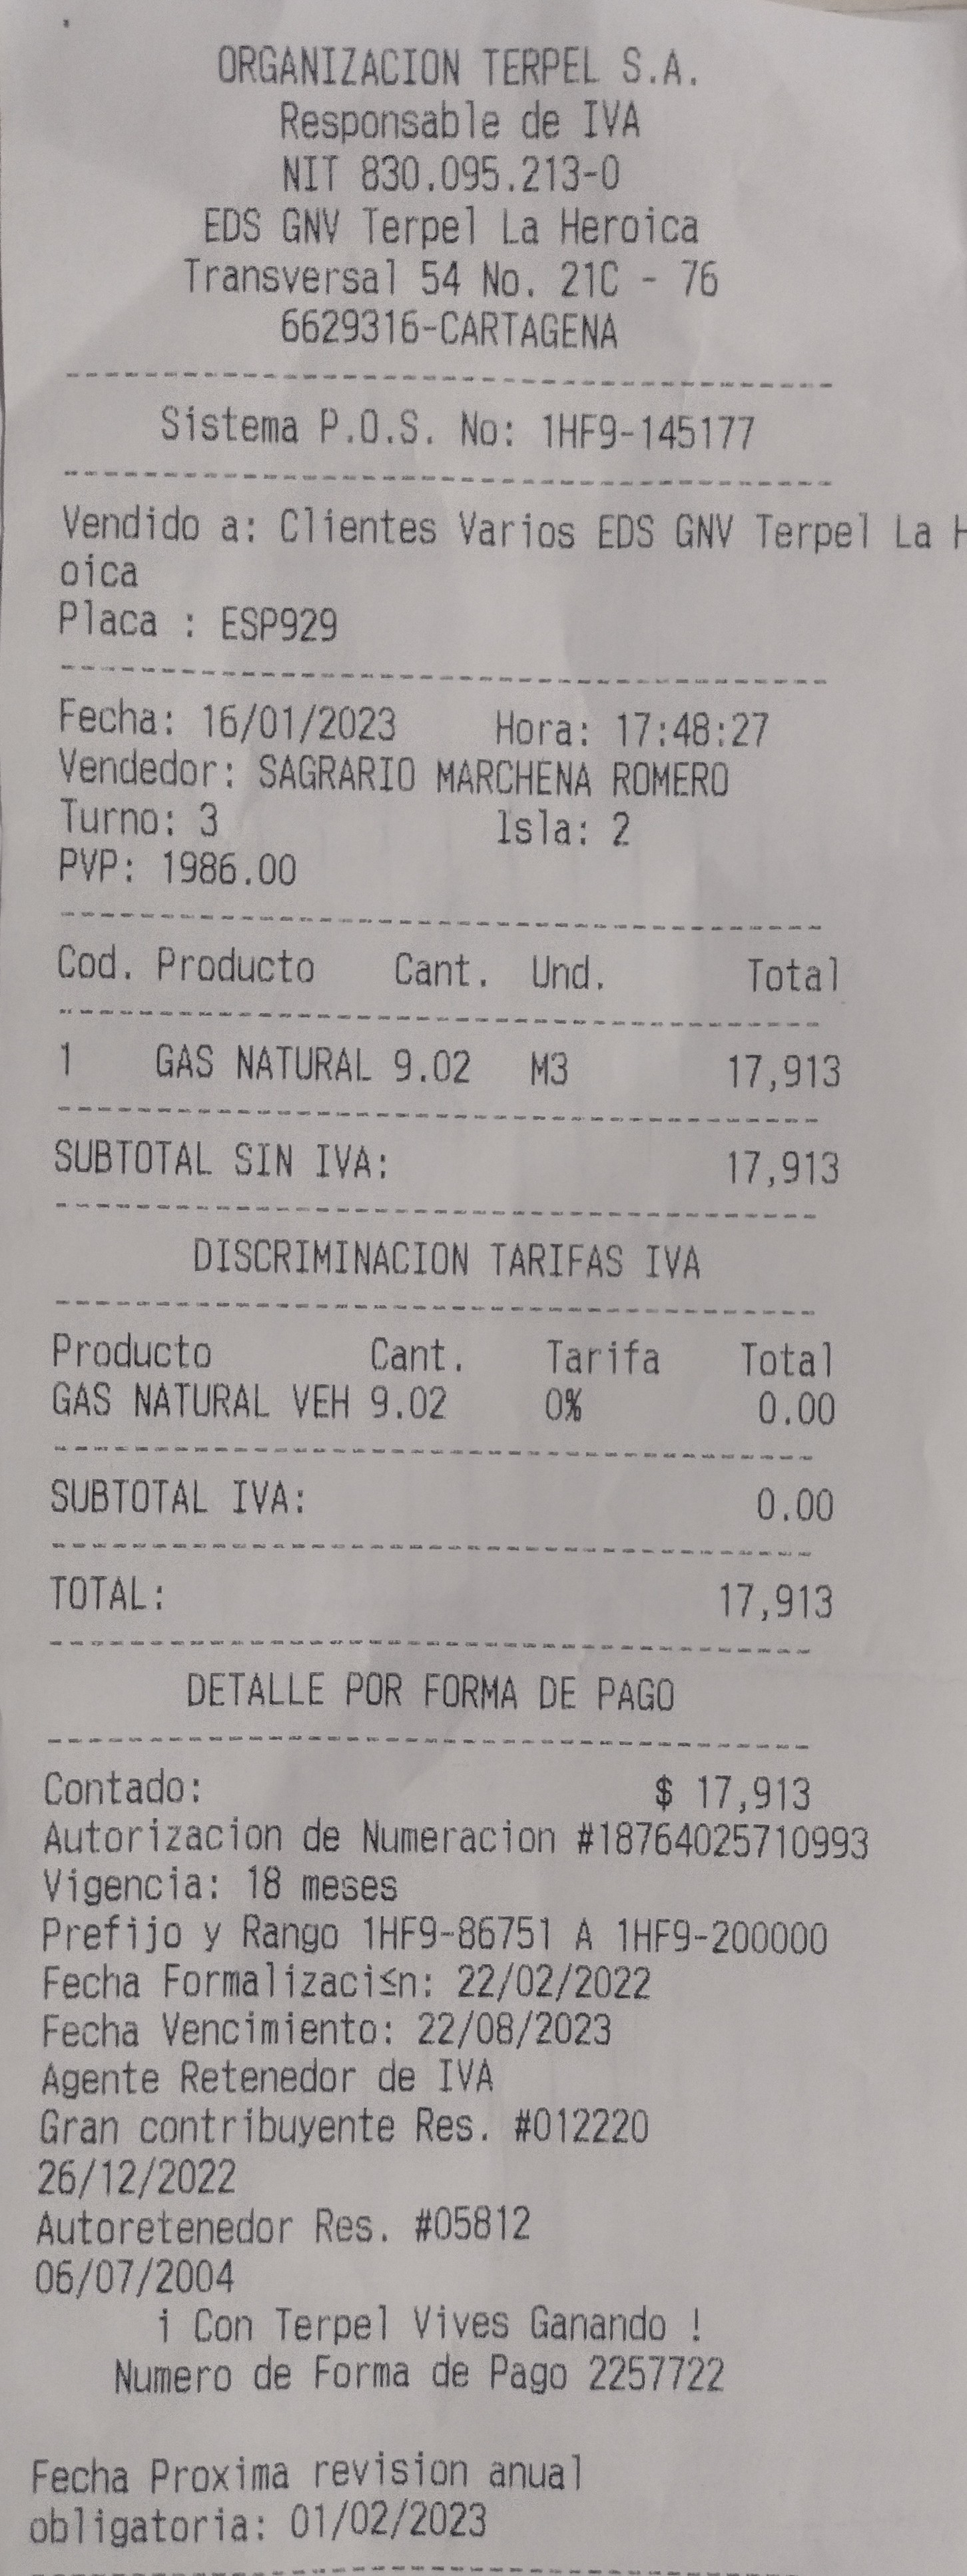 ORGANIZACION TERPEL S.A.
Responsable de IVA
NIT 830.095.213-0
EDS GNV Terpel La Heroica
Transversal 54 No. 21C - 76
6629316-CARTAGENA
Sistema P.O.S. No: 1HF9-145177
Vendido a: Clientes Varios EDS GNV Terpel La H
oica
Placa : ESP929
Fecha: 16/01/2023 Hora: 17:48:27
Vendedor: SAGRARIO MARCHENA ROMERO
Turno: 3 Isla: 2
PVP: 1986.00
Cod. Producto Cant. Und. Total
1 GAS NATURAL 9.02 M3 17,913
SUBTOTAL SIN IVA: 17,913
DISCRIMINACION TARIFAS IVA
Producto Cant. Tarifa Total
GAS NATURAL VEH 9.02 0% 0.00
SUBTOTAL IVA: 0.00
TOTAL: 17,913
DETALLE POR FORMA DE PAGO
Contado: $ 17,913
Autorizacion de Numeracion #18764025710993
Vigencia: 18 meses
Prefijo y Rango 1HF9-86751 A 1HF9-200000
Fecha Formalizaci≤n: 22/02/2022
Fecha Vencimiento: 22/08/2023
Agente Retenedor de IVA
Gran contribuyente Res. #012220
26/12/2022
Autoretenedor Res. #05812
06/07/2004
¡ Con Terpel Vives Ganando !
Numero de Forma de Pago 2257722
Fecha Proxima revision anual
obligatoria: 01/02/2023